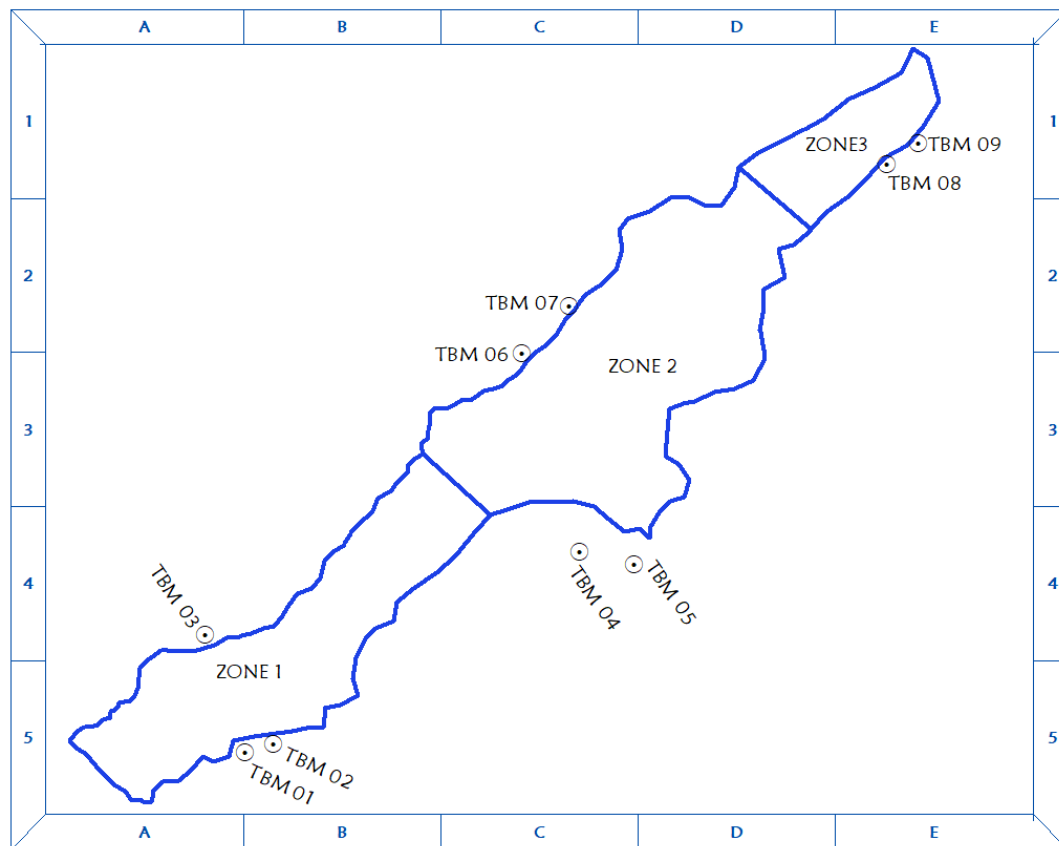 A B C D E
1 1
ZONE3
TBM 09
TBM 08
2 2
TBM 07
TBM 06
ZONE 2
3 3
TBM 03
4 4
TBM 04
TBM 05
ZONE 1
5 5
TBM 02
TBM 01
A B C D E